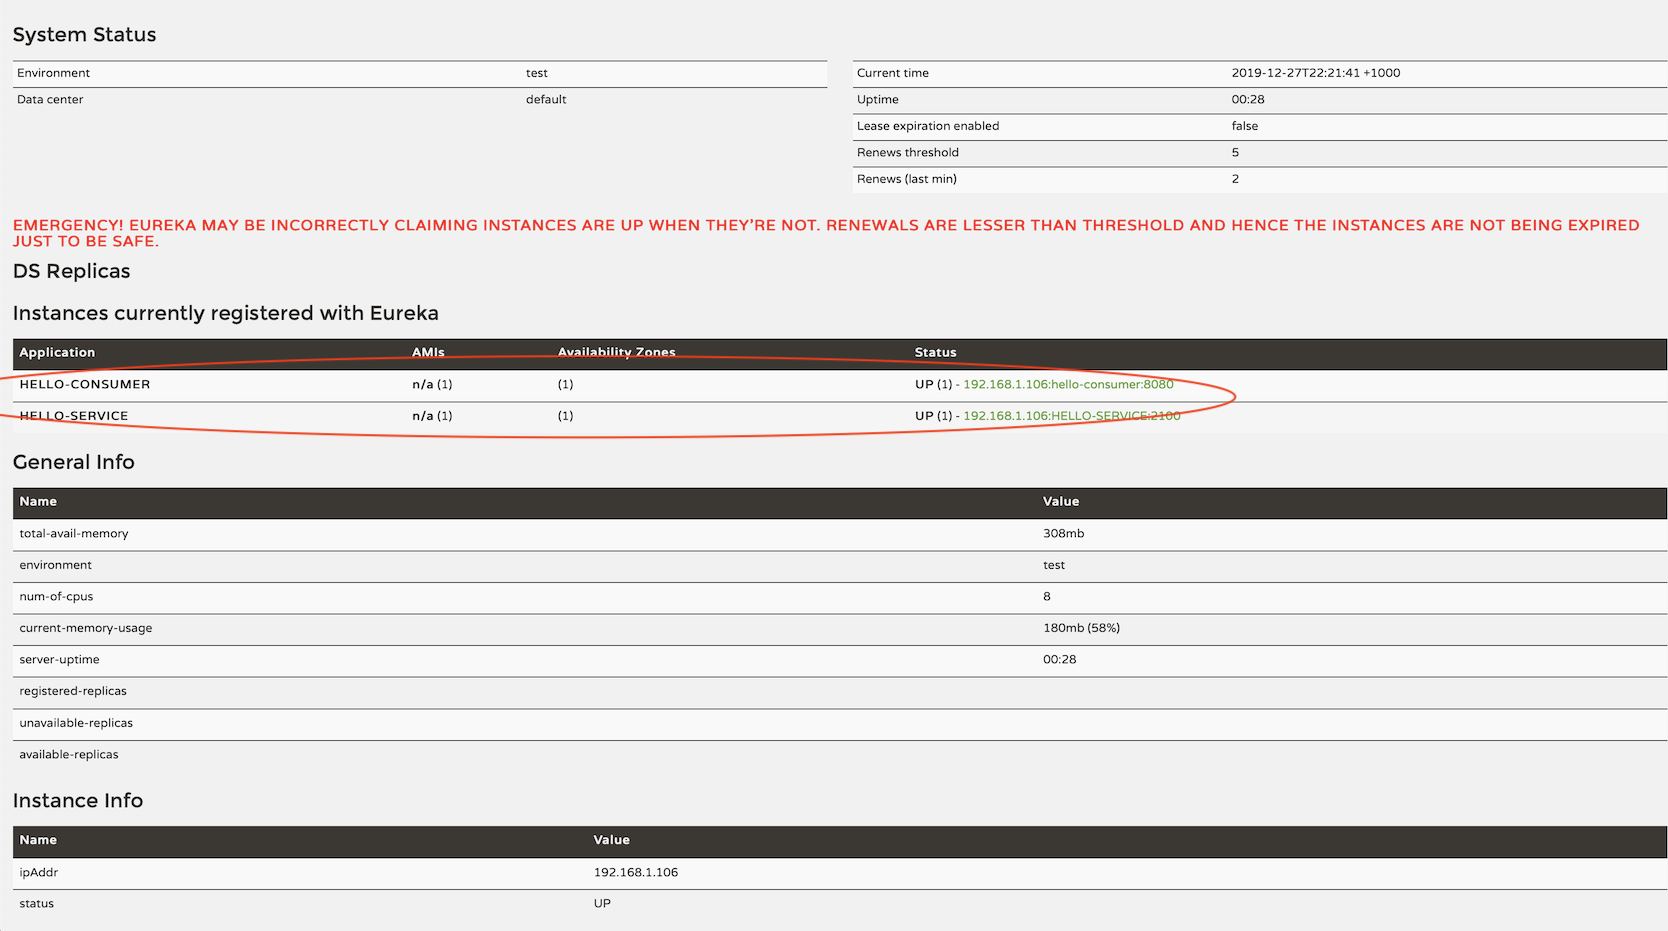 System Status
Environment test
Data center default
Current time 2019-12-27T22:21:41 +1000
Uptime 00:28
Lease expiration enabled false
Renews threshold 5
Renews (last min) 2
EMERGENCY! EUREKA MAY BE INCORRECTLY CLAIMING INSTANCES ARE UP WHEN THEY'RE NOT. RENEWALS ARE LESSER THAN THRESHOLD AND HENCE THE INSTANCES ARE NOT BEING EXPIRED
JUST TO BE SAFE.
DS Replicas
Instances currently registered with Eureka
Application AMIs Availability Zones Status
HELLO-CONSUMER n/a (1) (1) UP (1) - 192.168.1.106:hello-consumer:8080
HELLO-SERVICE n/a (1) (1) UP (1) - 192.168.1.106:HELLO-SERVICE:2100
General Info
Name Value
total-avail-memory 308mb
environment test
num-of-cpus 8
current-memory-usage 180mb (58%)
server-uptime 00:28
registered-replicas
unavailable-replicas
available-replicas
Instance Info
Name Value
ipAddr 192.168.1.106
status UP